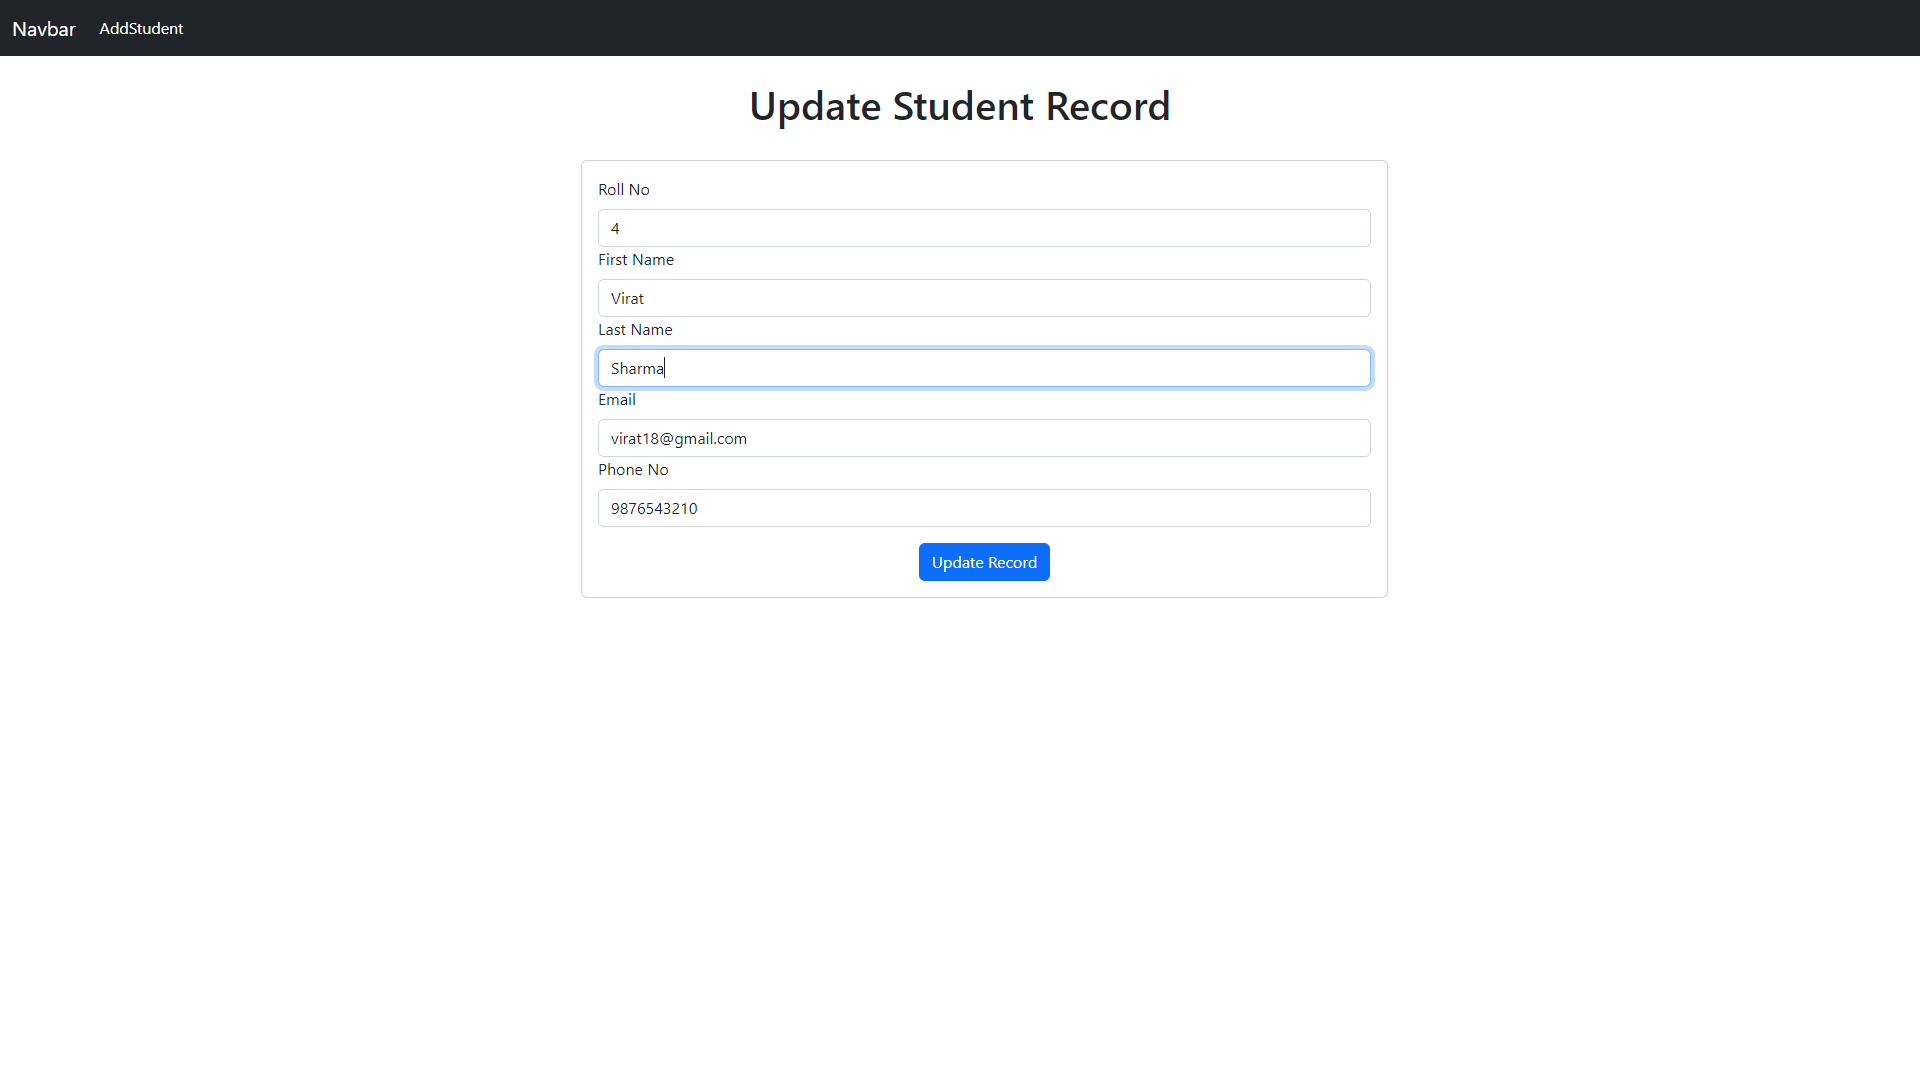 Navbar AddStudent
Update Student Record
Roll No
4
First Name
Virat
Last Name
Sharma
Email
virat18@gmail.com
Phone No
9876543210
Update Record